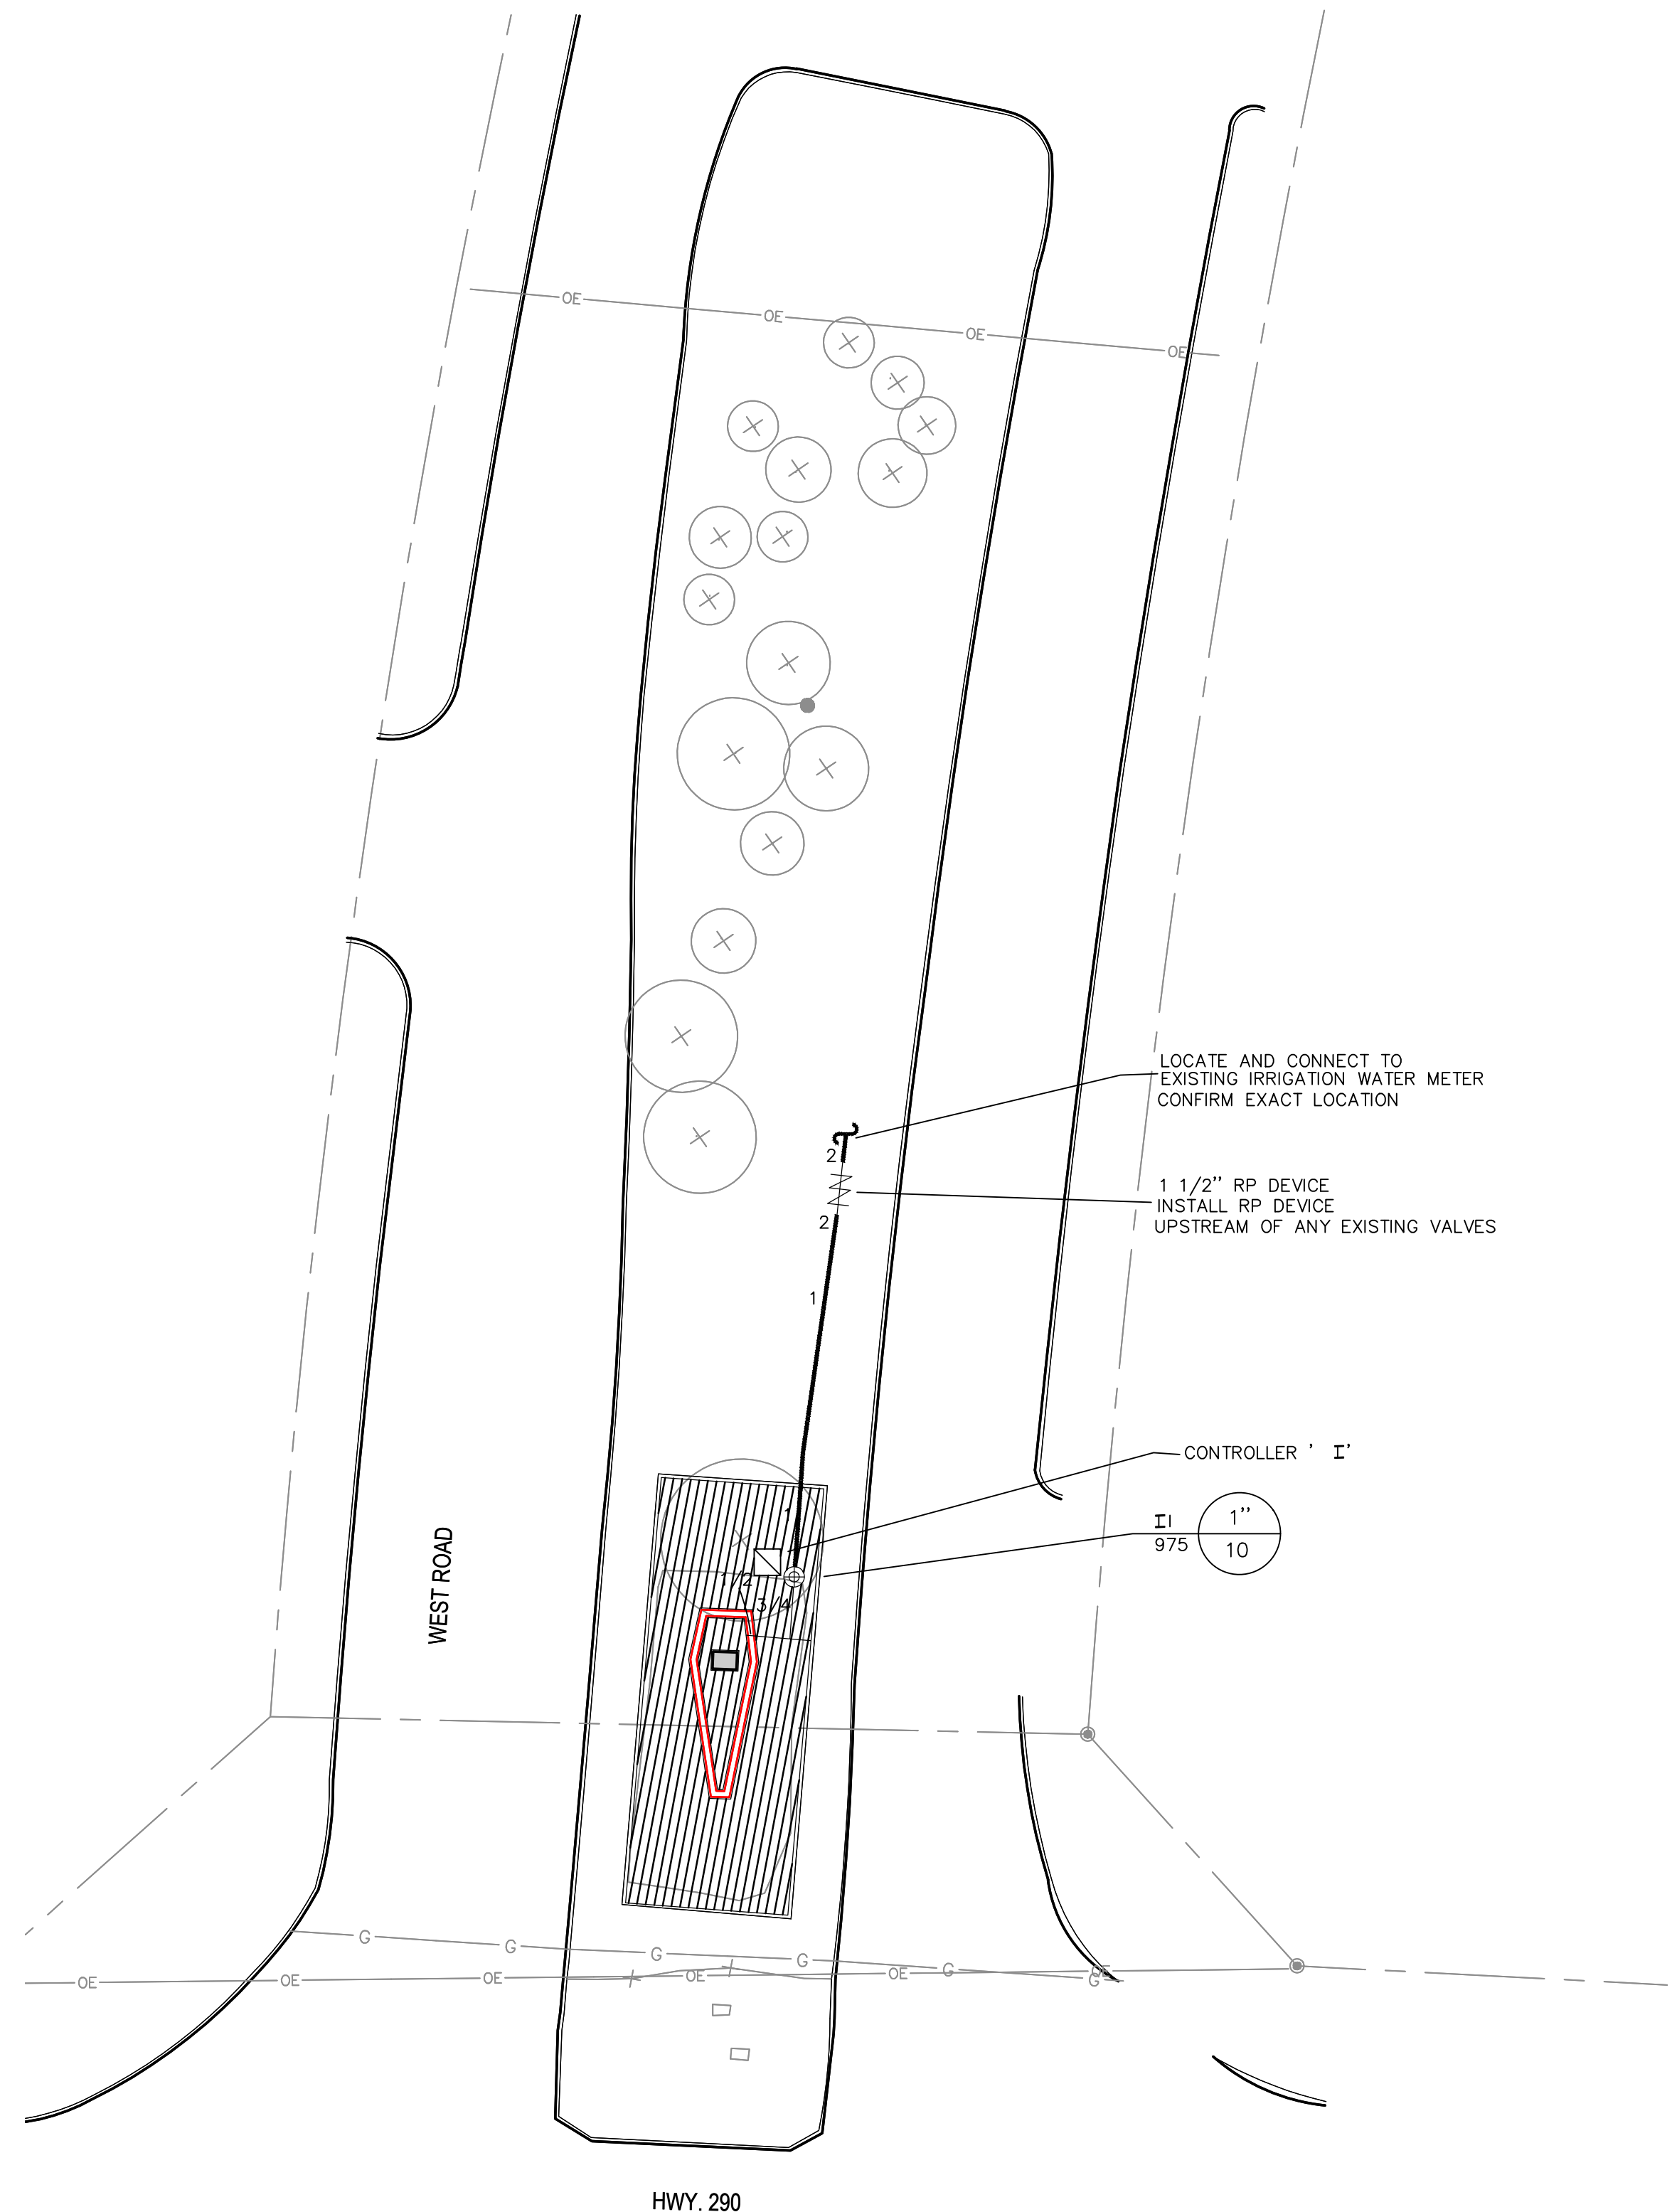 OE
OE
OE
OE
LOCATE AND CONNECT TO
EXISTING IRRIGATION WATER METER
CONFIRM EXACT LOCATION
2
1 1/2" RP DEVICE
INSTALL RP DEVICE
UPSTREAM OF ANY EXISTING VALVES
2
1
CONTROLLER ' I'
1
I1
975
1"
10
WEST ROAD
1/2
3/4
G
G
G
G
G
G
OE
OE
OE
OE
OE
OE
HWY. 290